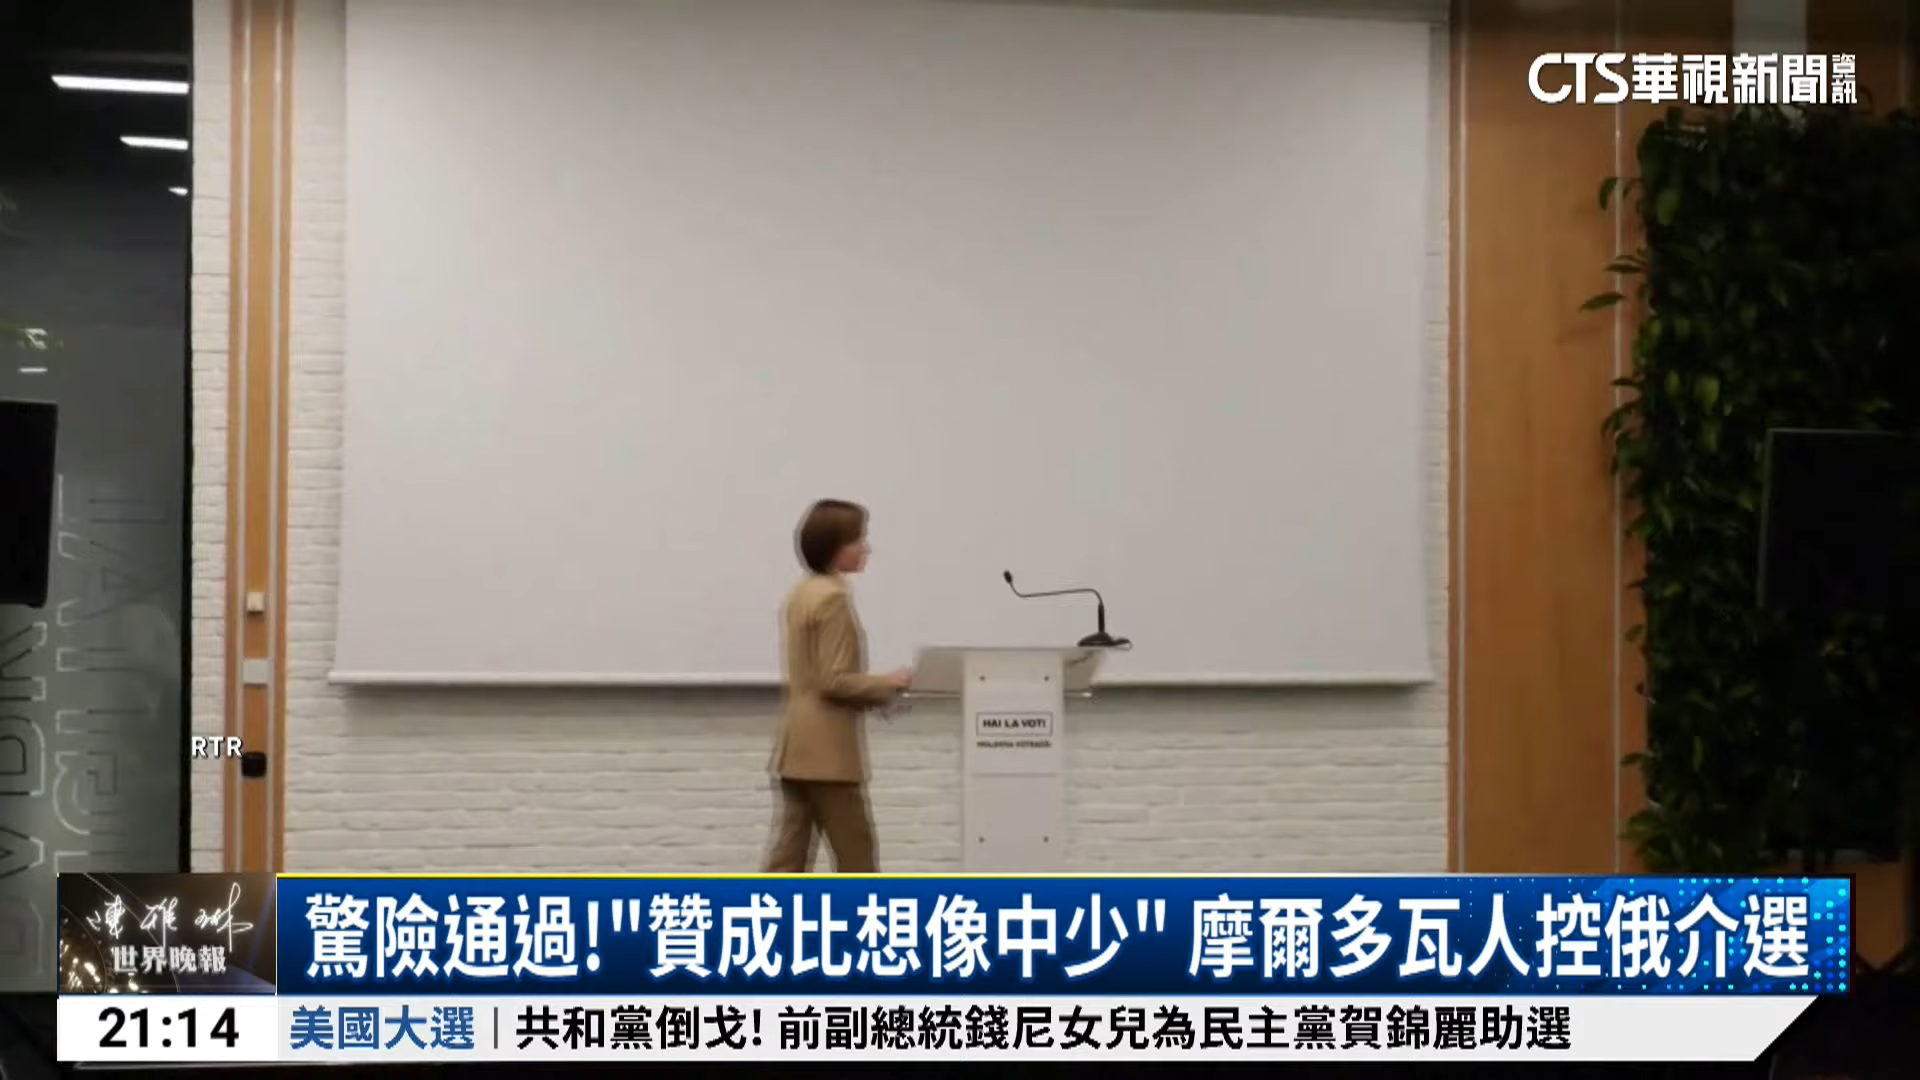 CTS華視新聞資訊
HAI LA VOT!
RTR
陳雅琳
世界晚報
驚險通過!"贊成比想像中少" 摩爾多瓦人控俄介選
21:14
美國大選|共和黨倒戈!前副總統錢尼女兒為民主黨賀錦麗助選